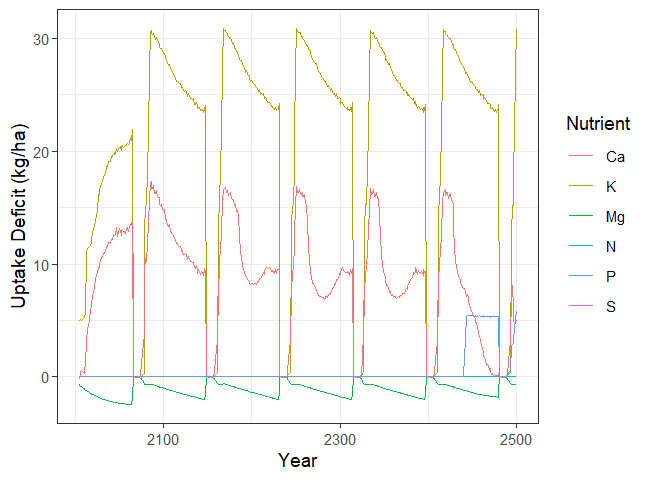 Uptake Deficit (kg/ha)
30
20
10
0
2100
2300
2500
Year
Nutrient
Ca
K
Mg
N
P
S